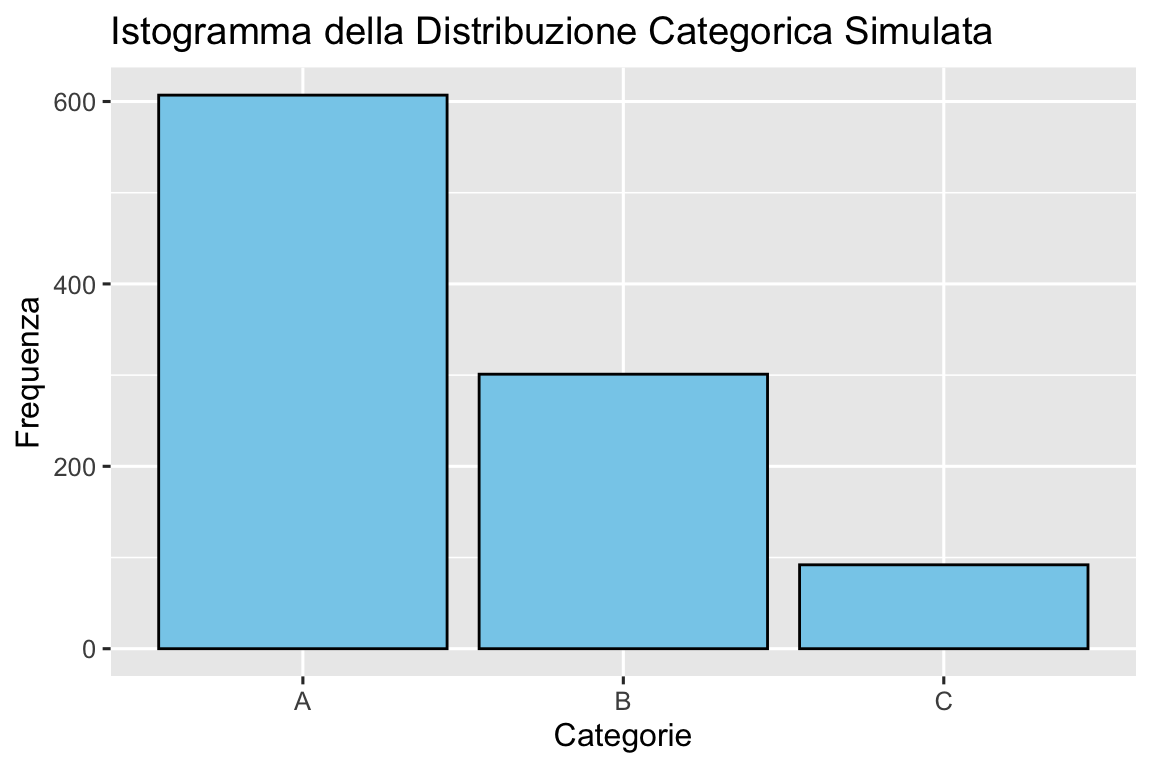 Istogramma della Distribuzione Categorica Simulata
Frequenza
600
400
200
0
A
B
C
Categorie